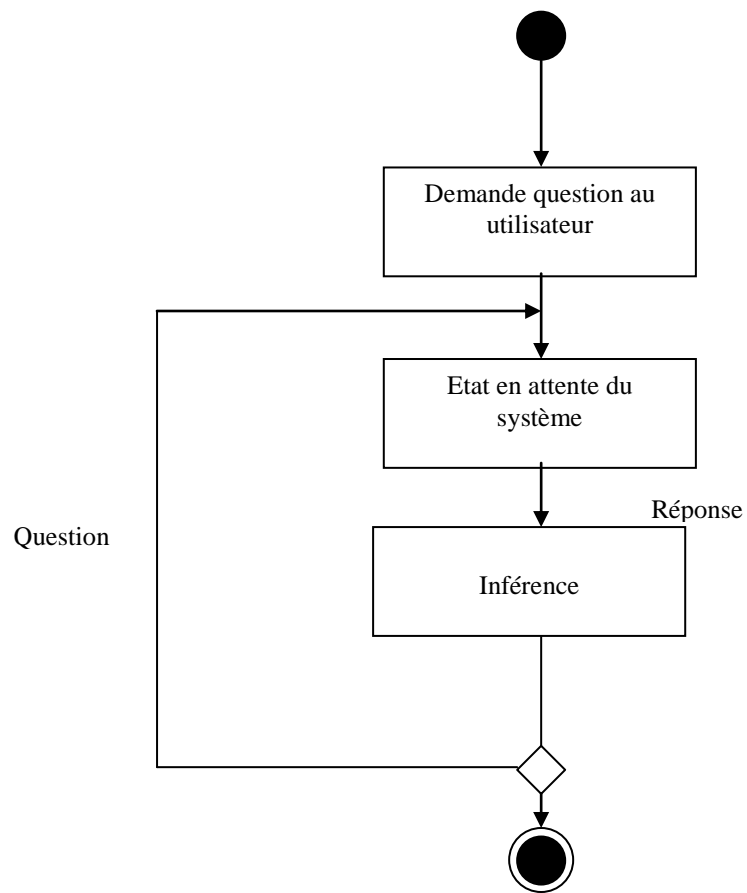 Demande question au
utilisateur
Etat en attente du
système
Réponse
Question
Inférence